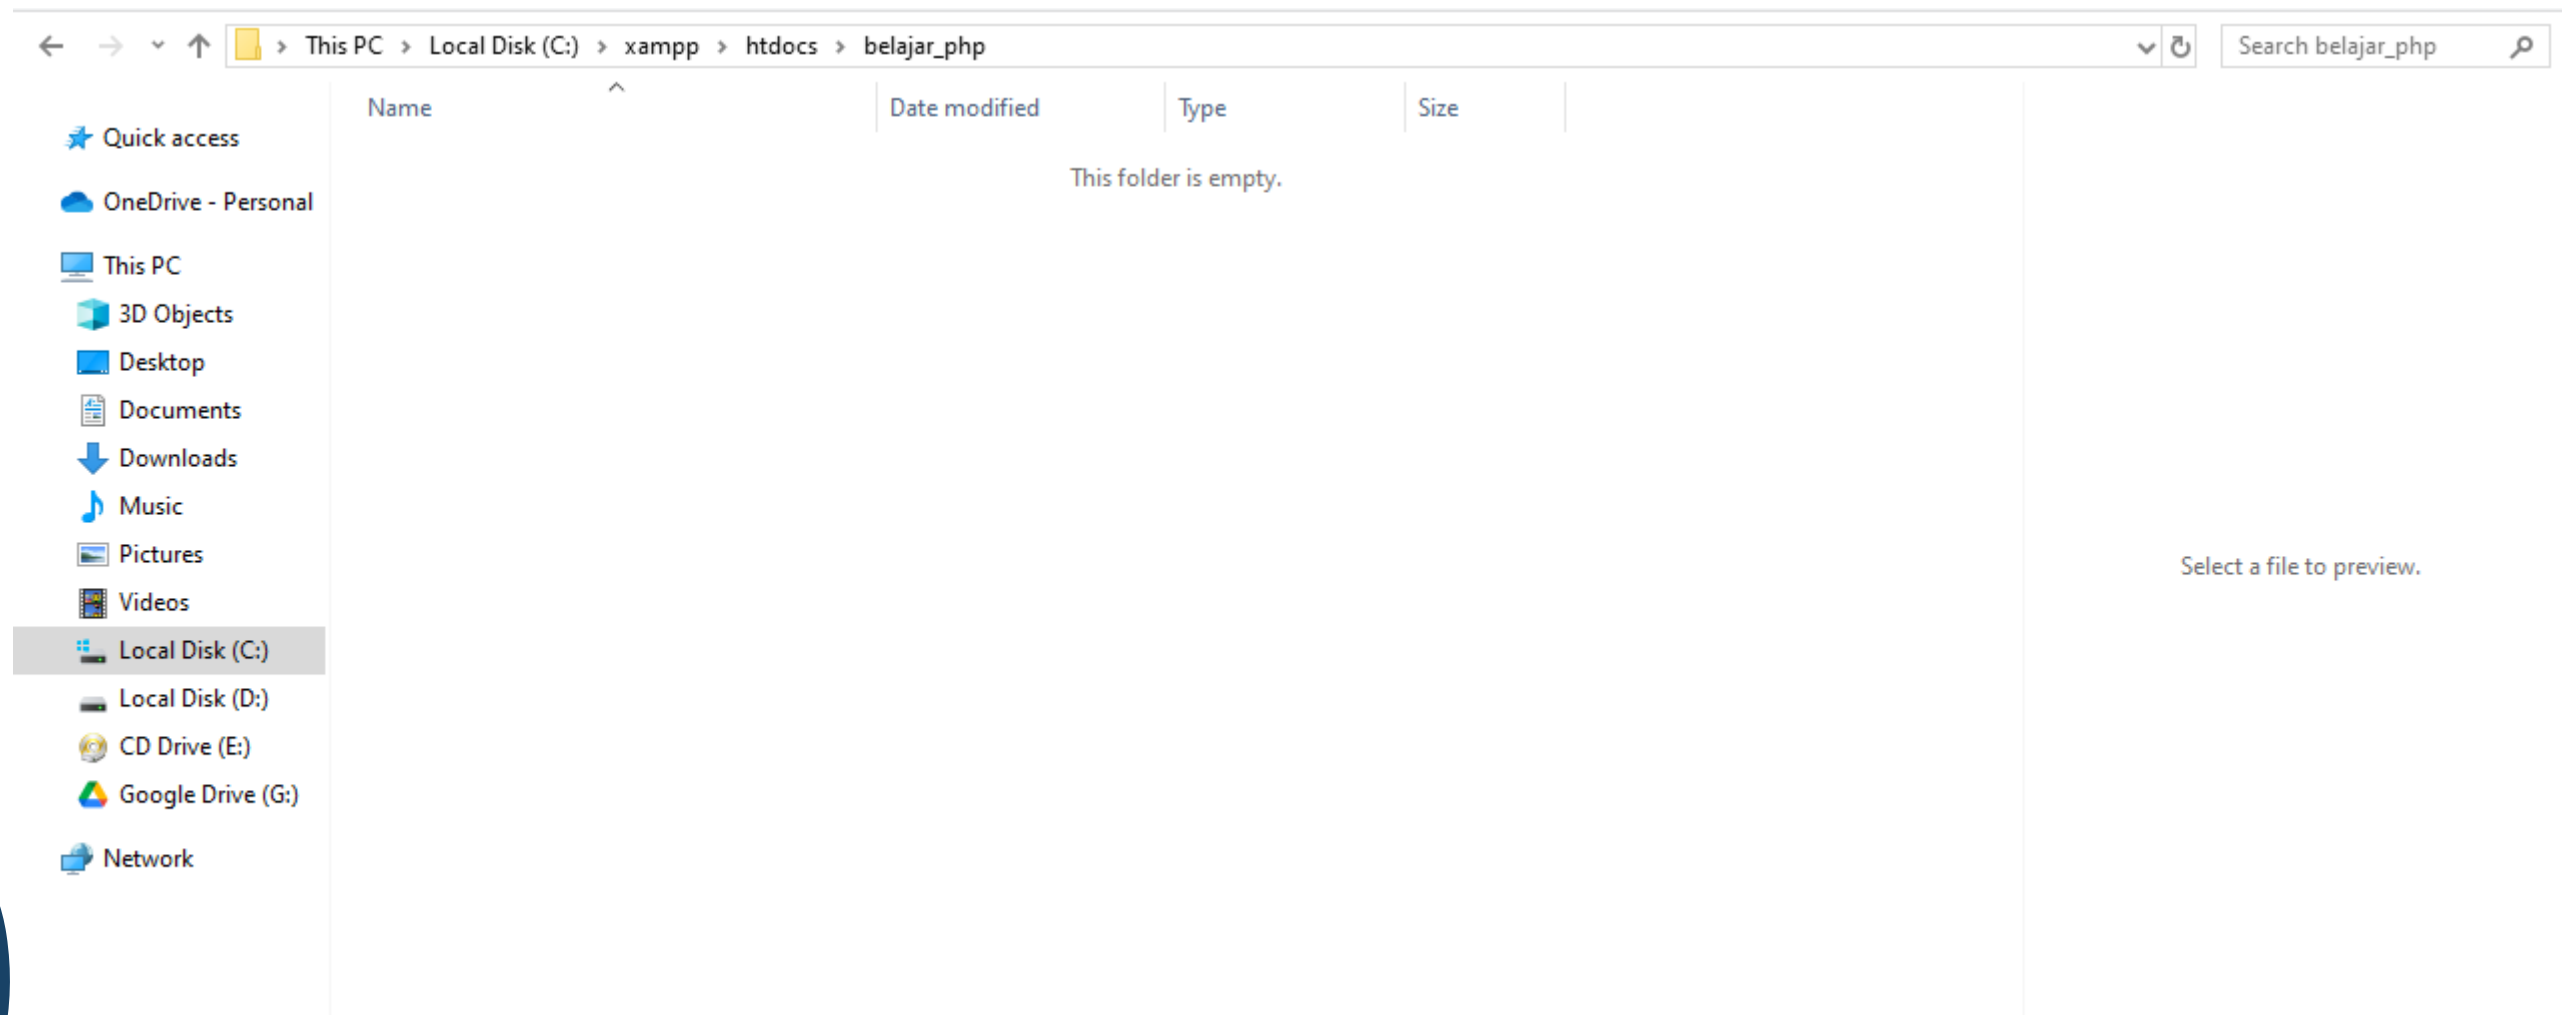 This PC > Local Disk (C:) > xampp > htdocs > belajar_php
Search belajar_php
Name Date modified Type Size
This folder is empty.
Quick access
OneDrive - Personal
This PC
3D Objects
Desktop
Documents
Downloads
Music
Pictures
Videos
Local Disk (C:)
Local Disk (D:)
CD Drive (E:)
Google Drive (G:)
Network
Select a file to preview.